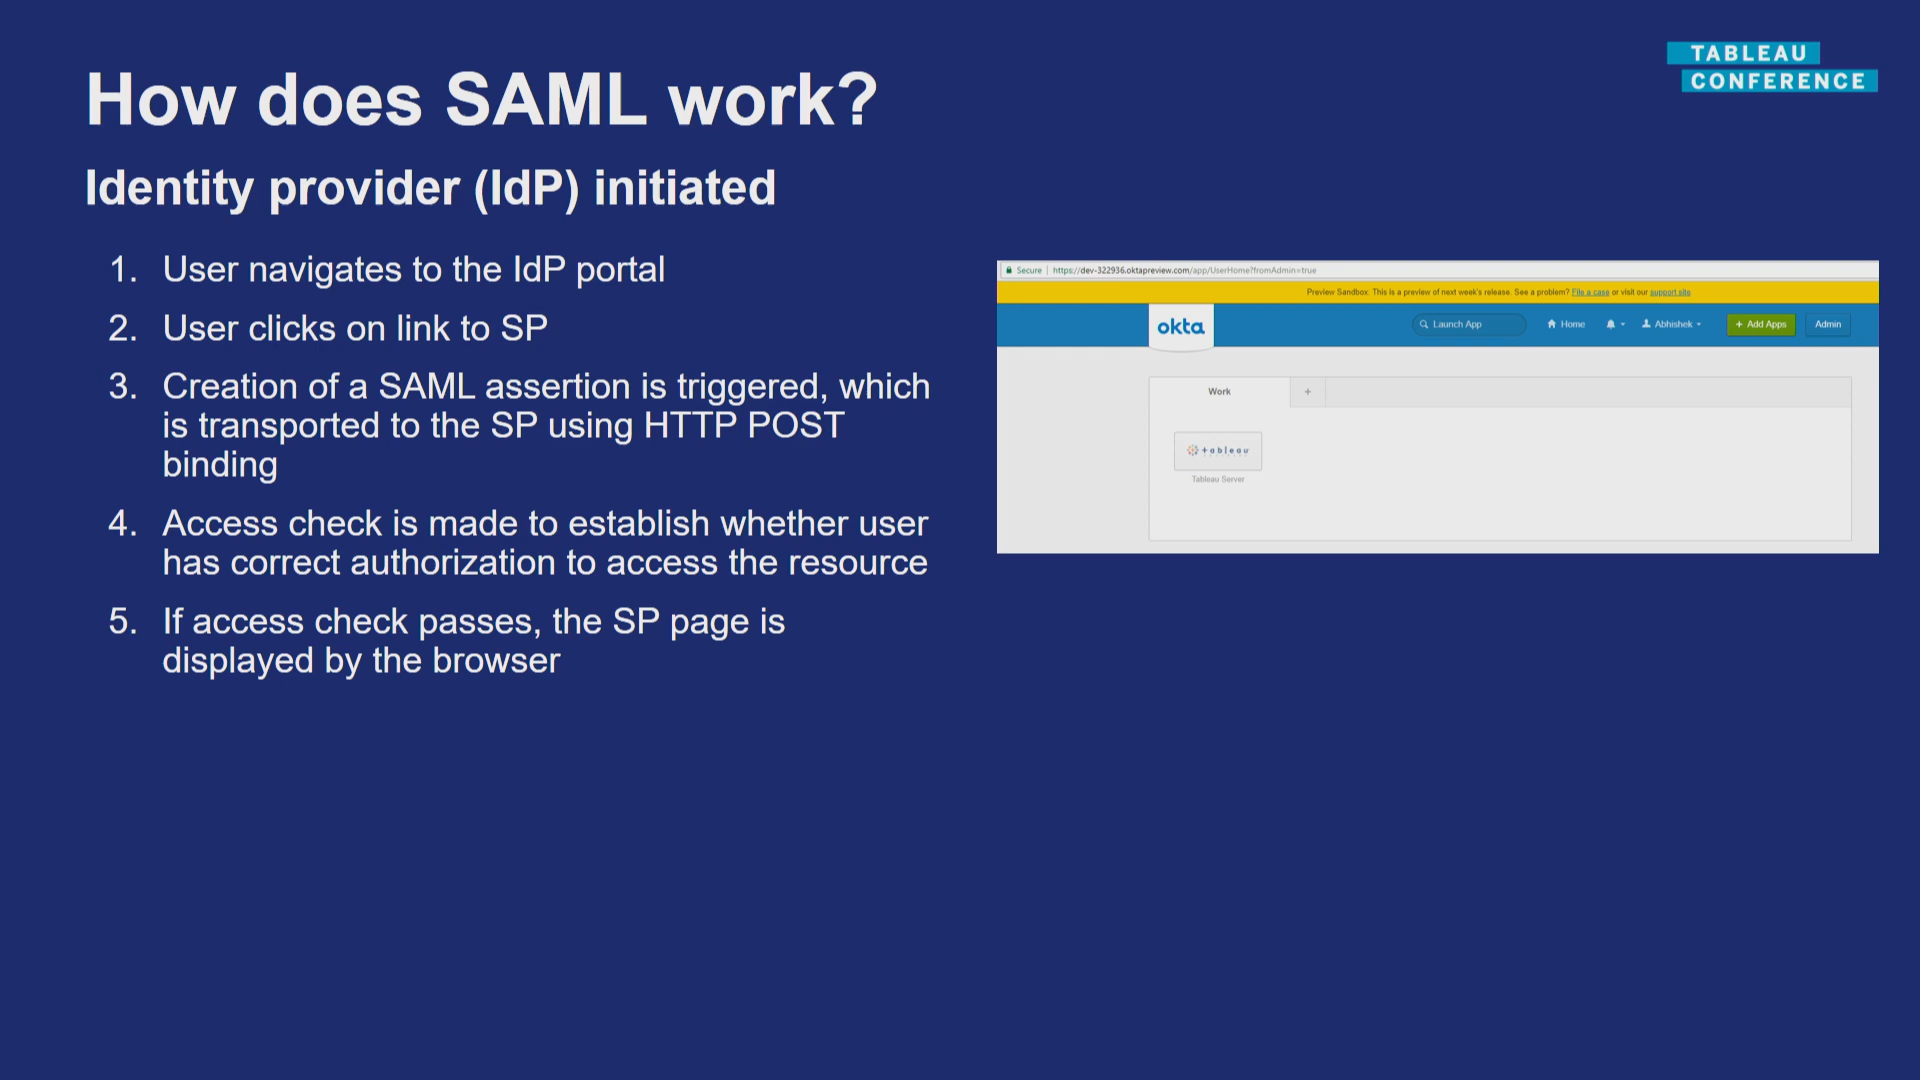 TABLEAU
CONFERENCE
How does SAML work?
Identity provider (IdP) initiated
1. User navigates to the IdP portal
2. User clicks on link to SP
3. Creation of a SAML assertion is triggered, which
is transported to the SP using HTTP POST
binding
4. Access check is made to establish whether user
has correct authorization to access the resource
5. If access check passes, the SP page is
displayed by the browser
Secure | https://dev-322936.oktapreview.com/app/UserHome?fromAdmin=true
Preview Sandbox: This is a preview of next week's release. See a problem? File a case or visit our support site
okta
Launch App
Home
Abhishek
+ Add Apps
Admin
Work
+
+ableau
Tableau Server